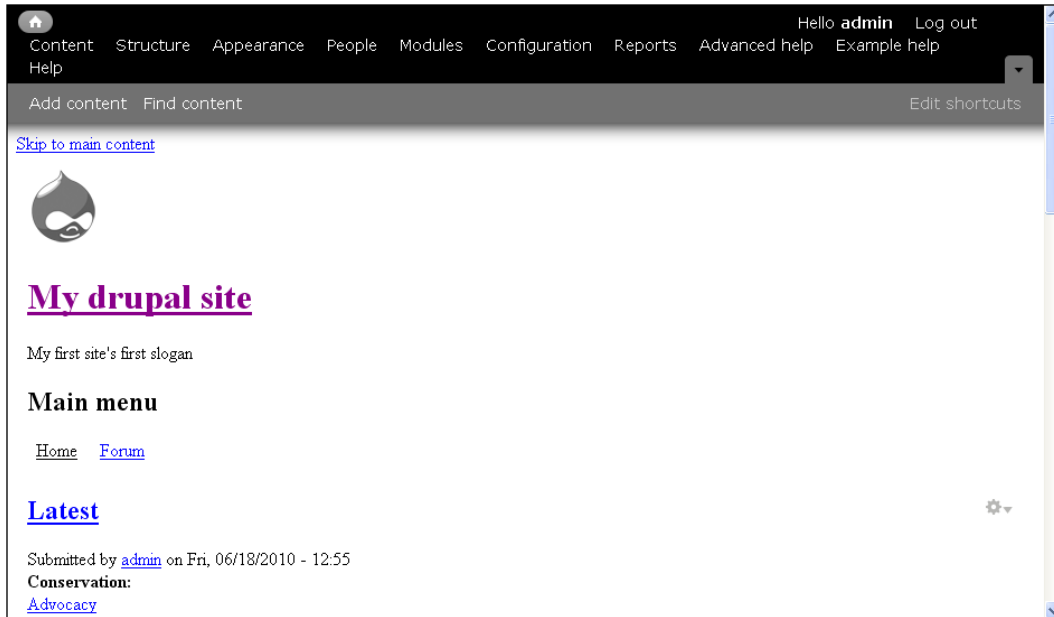 Hello admin Log out
Content Structure Appearance People Modules Configuration Reports Advanced help Example help
Help
Add content Find content Edit shortcuts
Skip to main content
My drupal site
My first site's first slogan
Main menu
Home Forum
Latest
Submitted by admin on Fri, 06/18/2010 - 12:55
Conservation:
Advocacy